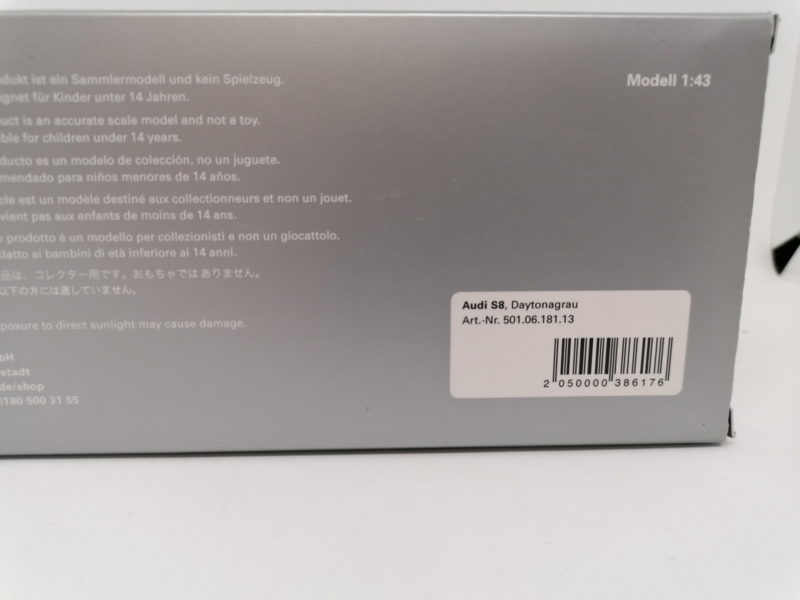 odukt ist ein Sammlermodell und kein Spielzeug.
ignet für Kinder unter 14 Jahren.
uct is an accurate scale model and not a toy.
ble for children under 14 years.
ducto es un modelo de colección, no un juguete.
mendado para niños menores de 14 años.
cle est un modèle destiné aux collectionneurs et non un jouet.
vient pas aux enfants de moins de 14 ans.
o prodotto è un modello per collezionisti e non un giocattolo.
datto ai bambini di età inferiore ai 14 anni.
品は、コレクター用です。おもちゃではありません。
以下の方には適していません。
posure to direct sunlight may cause damage.
bH
stadt
de/shop
180 500 31 55
Modell 1:43
Audi S8, Daytonagrau
Art.-Nr. 501.06.181.13
2 050000 386176